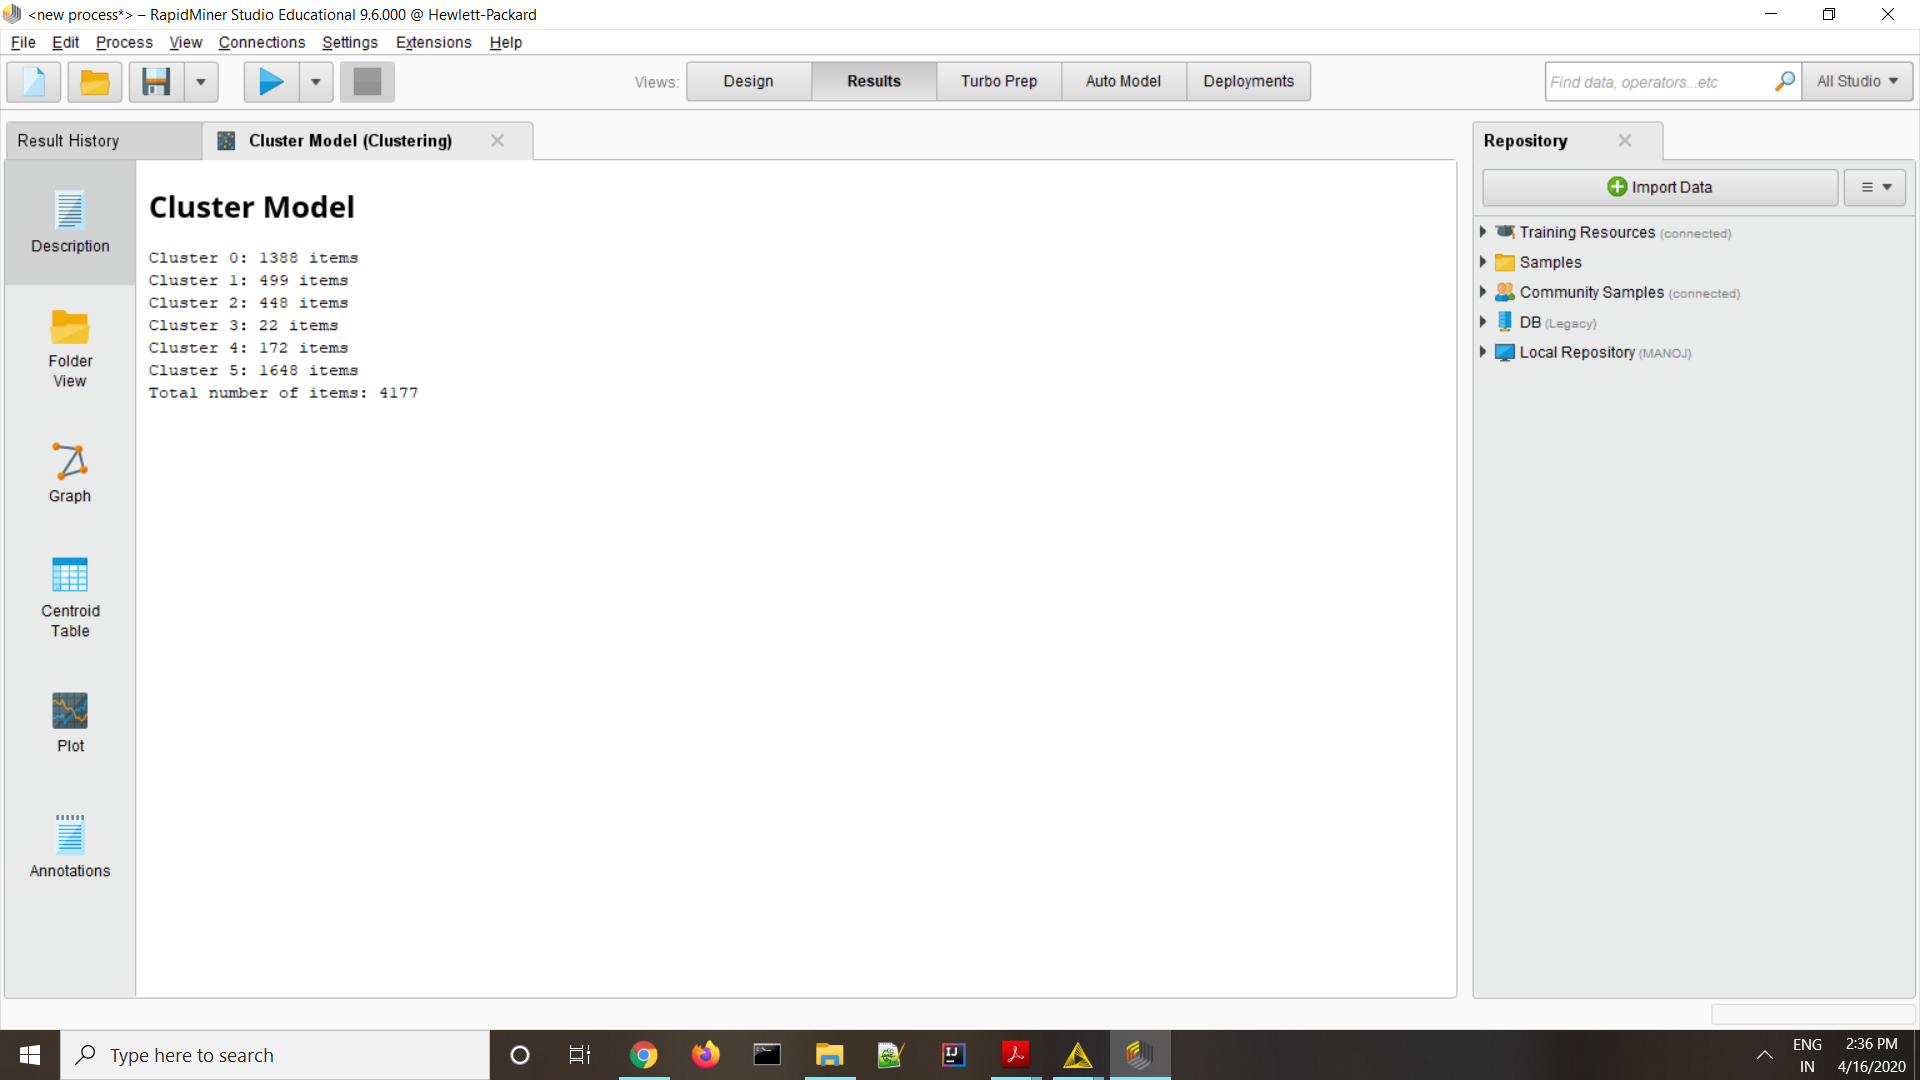 <new process*> – RapidMiner Studio Educational 9.6.000 @ Hewlett-Packard
File Edit Process View Connections Settings Extensions Help
Views: Design Results Turbo Prep Auto Model Deployments
Find data, operators...etc
All Studio
Result History
Cluster Model (Clustering)
Description
Folder View
Graph
Centroid Table
Plot
Annotations
Cluster Model
Cluster 0: 1388 items
Cluster 1: 499 items
Cluster 2: 448 items
Cluster 3: 22 items
Cluster 4: 172 items
Cluster 5: 1648 items
Total number of items: 4177
Repository
Import Data
Training Resources (connected)
Samples
Community Samples (connected)
DB (Legacy)
Local Repository (MANOJ)
Type here to search
ENG
IN
2:36 PM
4/16/2020